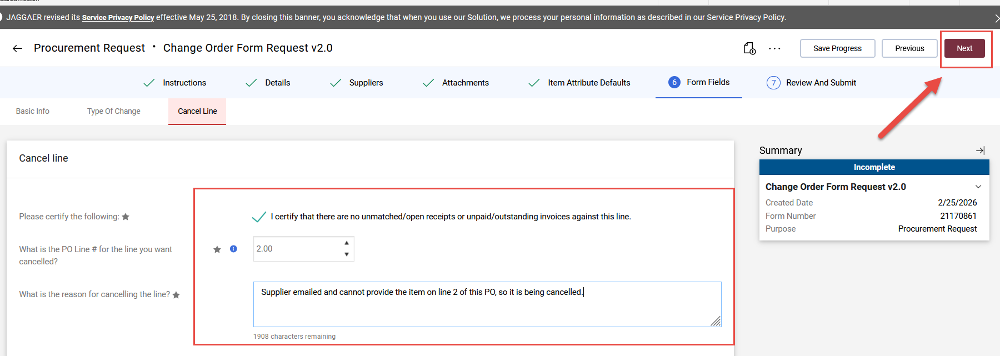 JAGGAER revised its Service Privacy Policy effective May 25, 2018. By closing this banner, you acknowledge that when you use our Solution, we process your personal information as described in our Service Privacy Policy.
Procurement Request • Change Order Form Request v2.0
... Save Progress Previous Next
Instructions Details Suppliers Attachments Item Attribute Defaults 6 Form Fields 7 Review And Submit
Basic Info Type Of Change Cancel Line
Cancel line
Please certify the following: ★ I certify that there are no unmatched/open receipts or unpaid/outstanding invoices against this line.
What is the PO Line # for the line you want
cancelled?
★ 2.00
What is the reason for cancelling the line? ★
Supplier emailed and cannot provide the item on line 2 of this PO, so it is being cancelled.
1908 characters remaining
Summary
Incomplete
Change Order Form Request v2.0
Created Date 2/25/2026
Form Number 21170861
Purpose Procurement Request